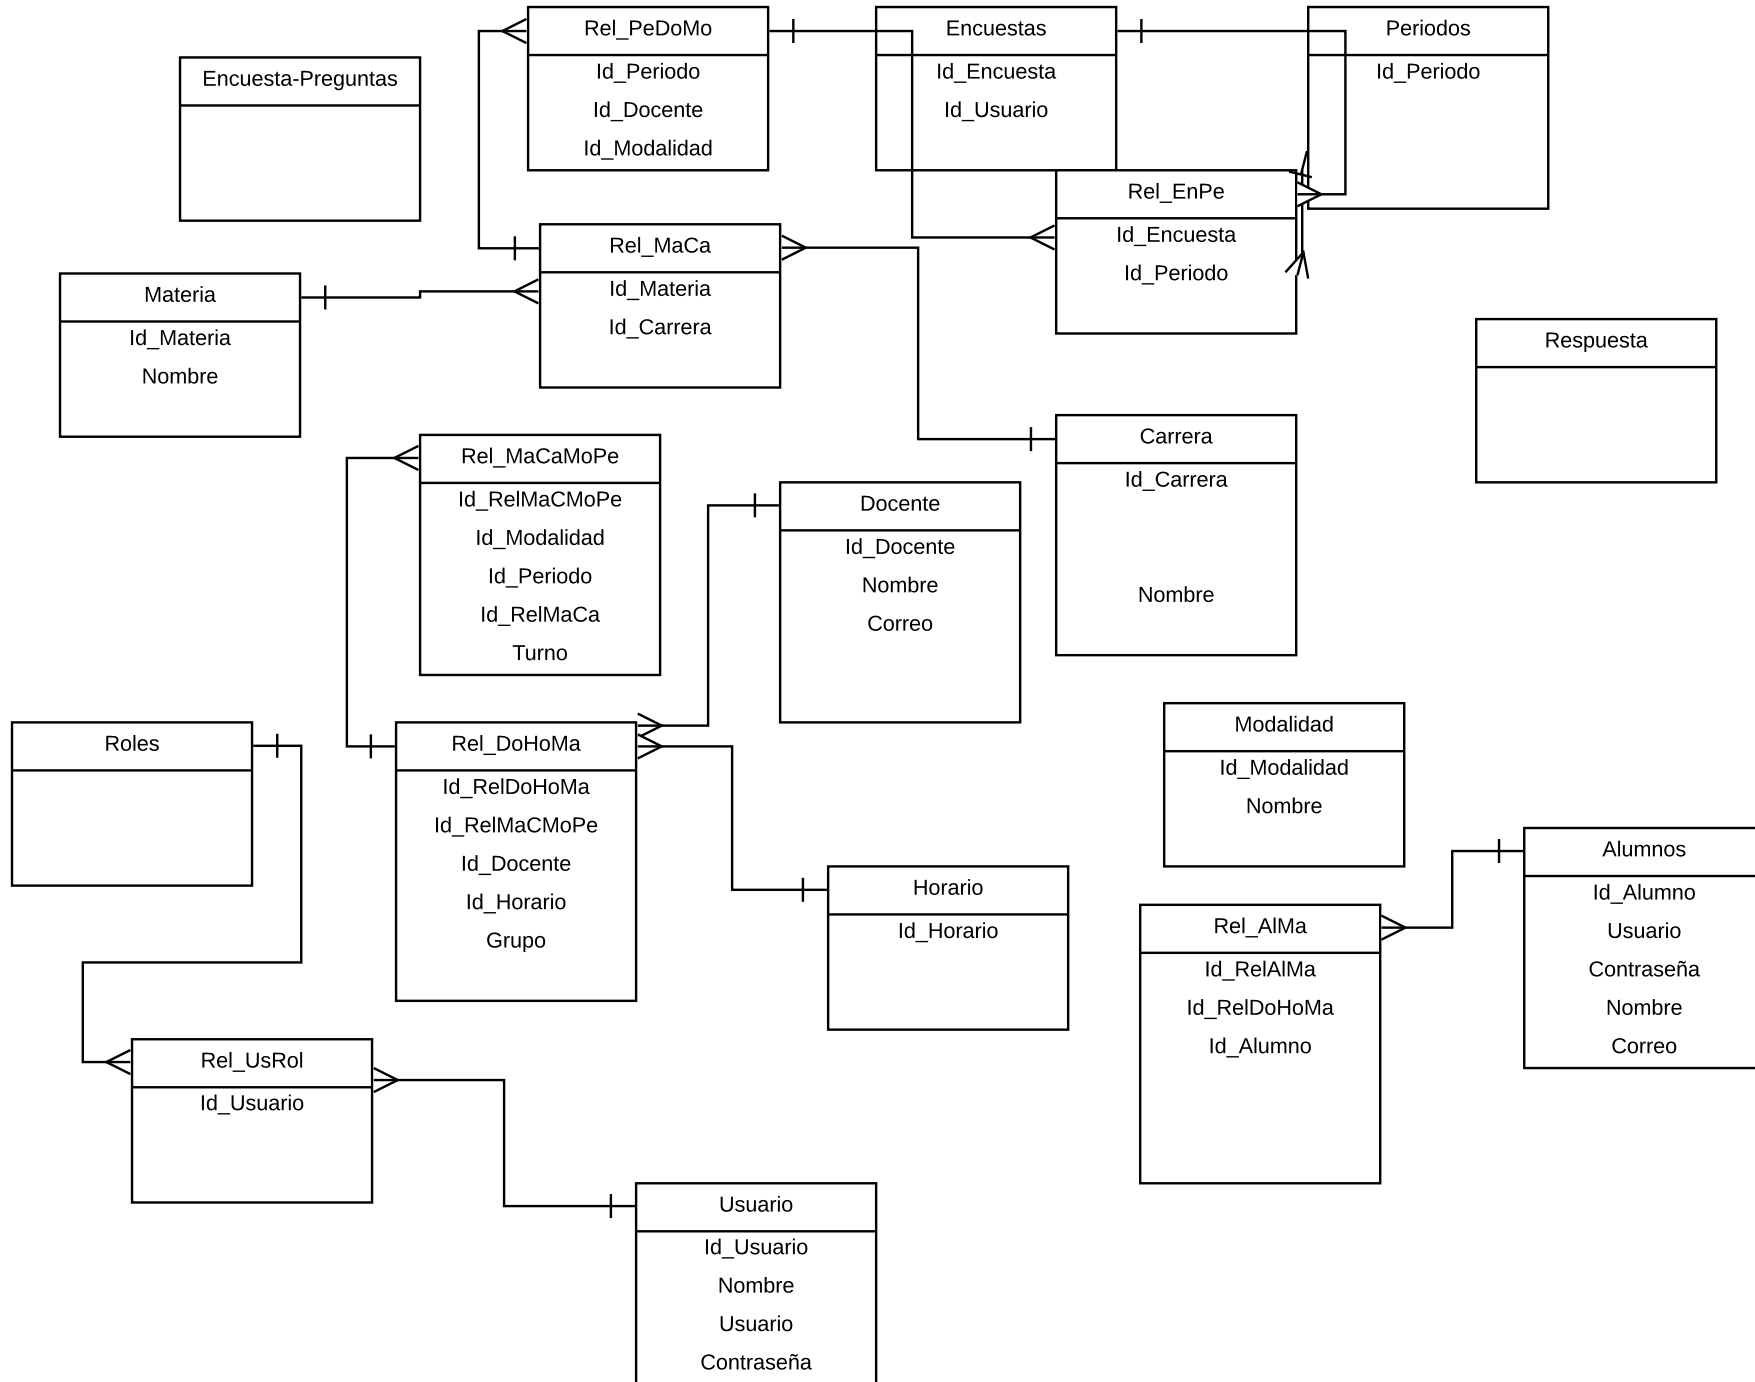 Rel_PeDoMo
Id_Periodo
Id_Docente
Id_Modalidad
Encuestas
Id_Encuesta
Id_Usuario
Periodos
Id_Periodo
Encuesta-Preguntas
Rel_EnPe
Id_Encuesta
Id_Periodo
Rel_MaCa
Id_Materia
Id_Carrera
Materia
Id_Materia
Nombre
Respuesta
Carrera
Id_Carrera
Nombre
Rel_MaCaMoPe
Id_RelMaCMoPe
Id_Modalidad
Id_Periodo
Id_RelMaCa
Turno
Docente
Id_Docente
Nombre
Correo
Modalidad
Id_Modalidad
Nombre
Roles
Rel_DoHoMa
Id_RelDoHoMa
Id_RelMaCMoPe
Id_Docente
Id_Horario
Grupo
Alumnos
Id_Alumno
Usuario
Contraseña
Nombre
Correo
Horario
Id_Horario
Rel_AlMa
Id_RelAlMa
Id_RelDoHoMa
Id_Alumno
Rel_UsRol
Id_Usuario
Usuario
Id_Usuario
Nombre
Usuario
Contraseña